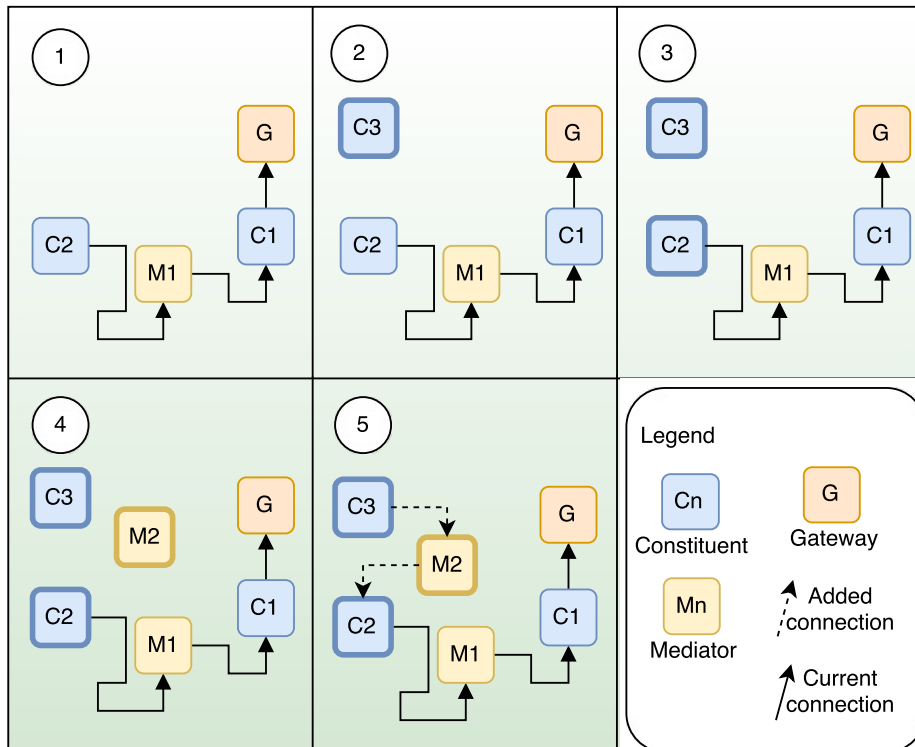 1
G
C2
M1
C1
2
C3
G
C2
M1
C1
3
C3
G
C2
M1
C1
4
C3
M2
G
C2
M1
C1
5
C3
M2
G
C2
M1
C1
Legend
Cn
Constituent
G
Gateway
Mn
Mediator
Added
connection
Current
connection